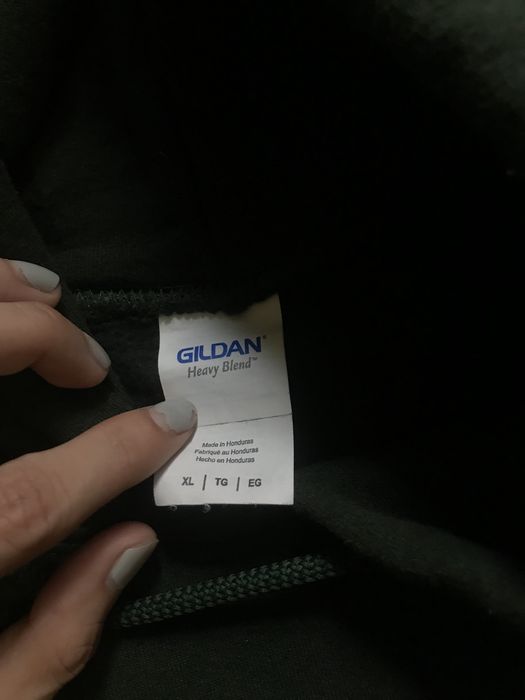 GILDAN®
Heavy Blend™
Made in Honduras
Fabriqué au Honduras
Hecho en Honduras
XL | TG | EG